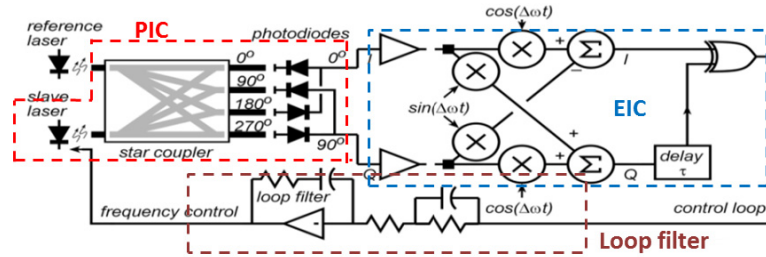 cos(Δωt)
reference laser
PIC
photodiodes
0°
0°
I
+
Σ
I
90°
−
slave laser
180°
sin(Δωt)
EIC
270°
90°
+
star coupler
Q
+
Σ
Q
delay τ
loop filter
frequency control
-
cos(Δωt)
control loop
Loop filter